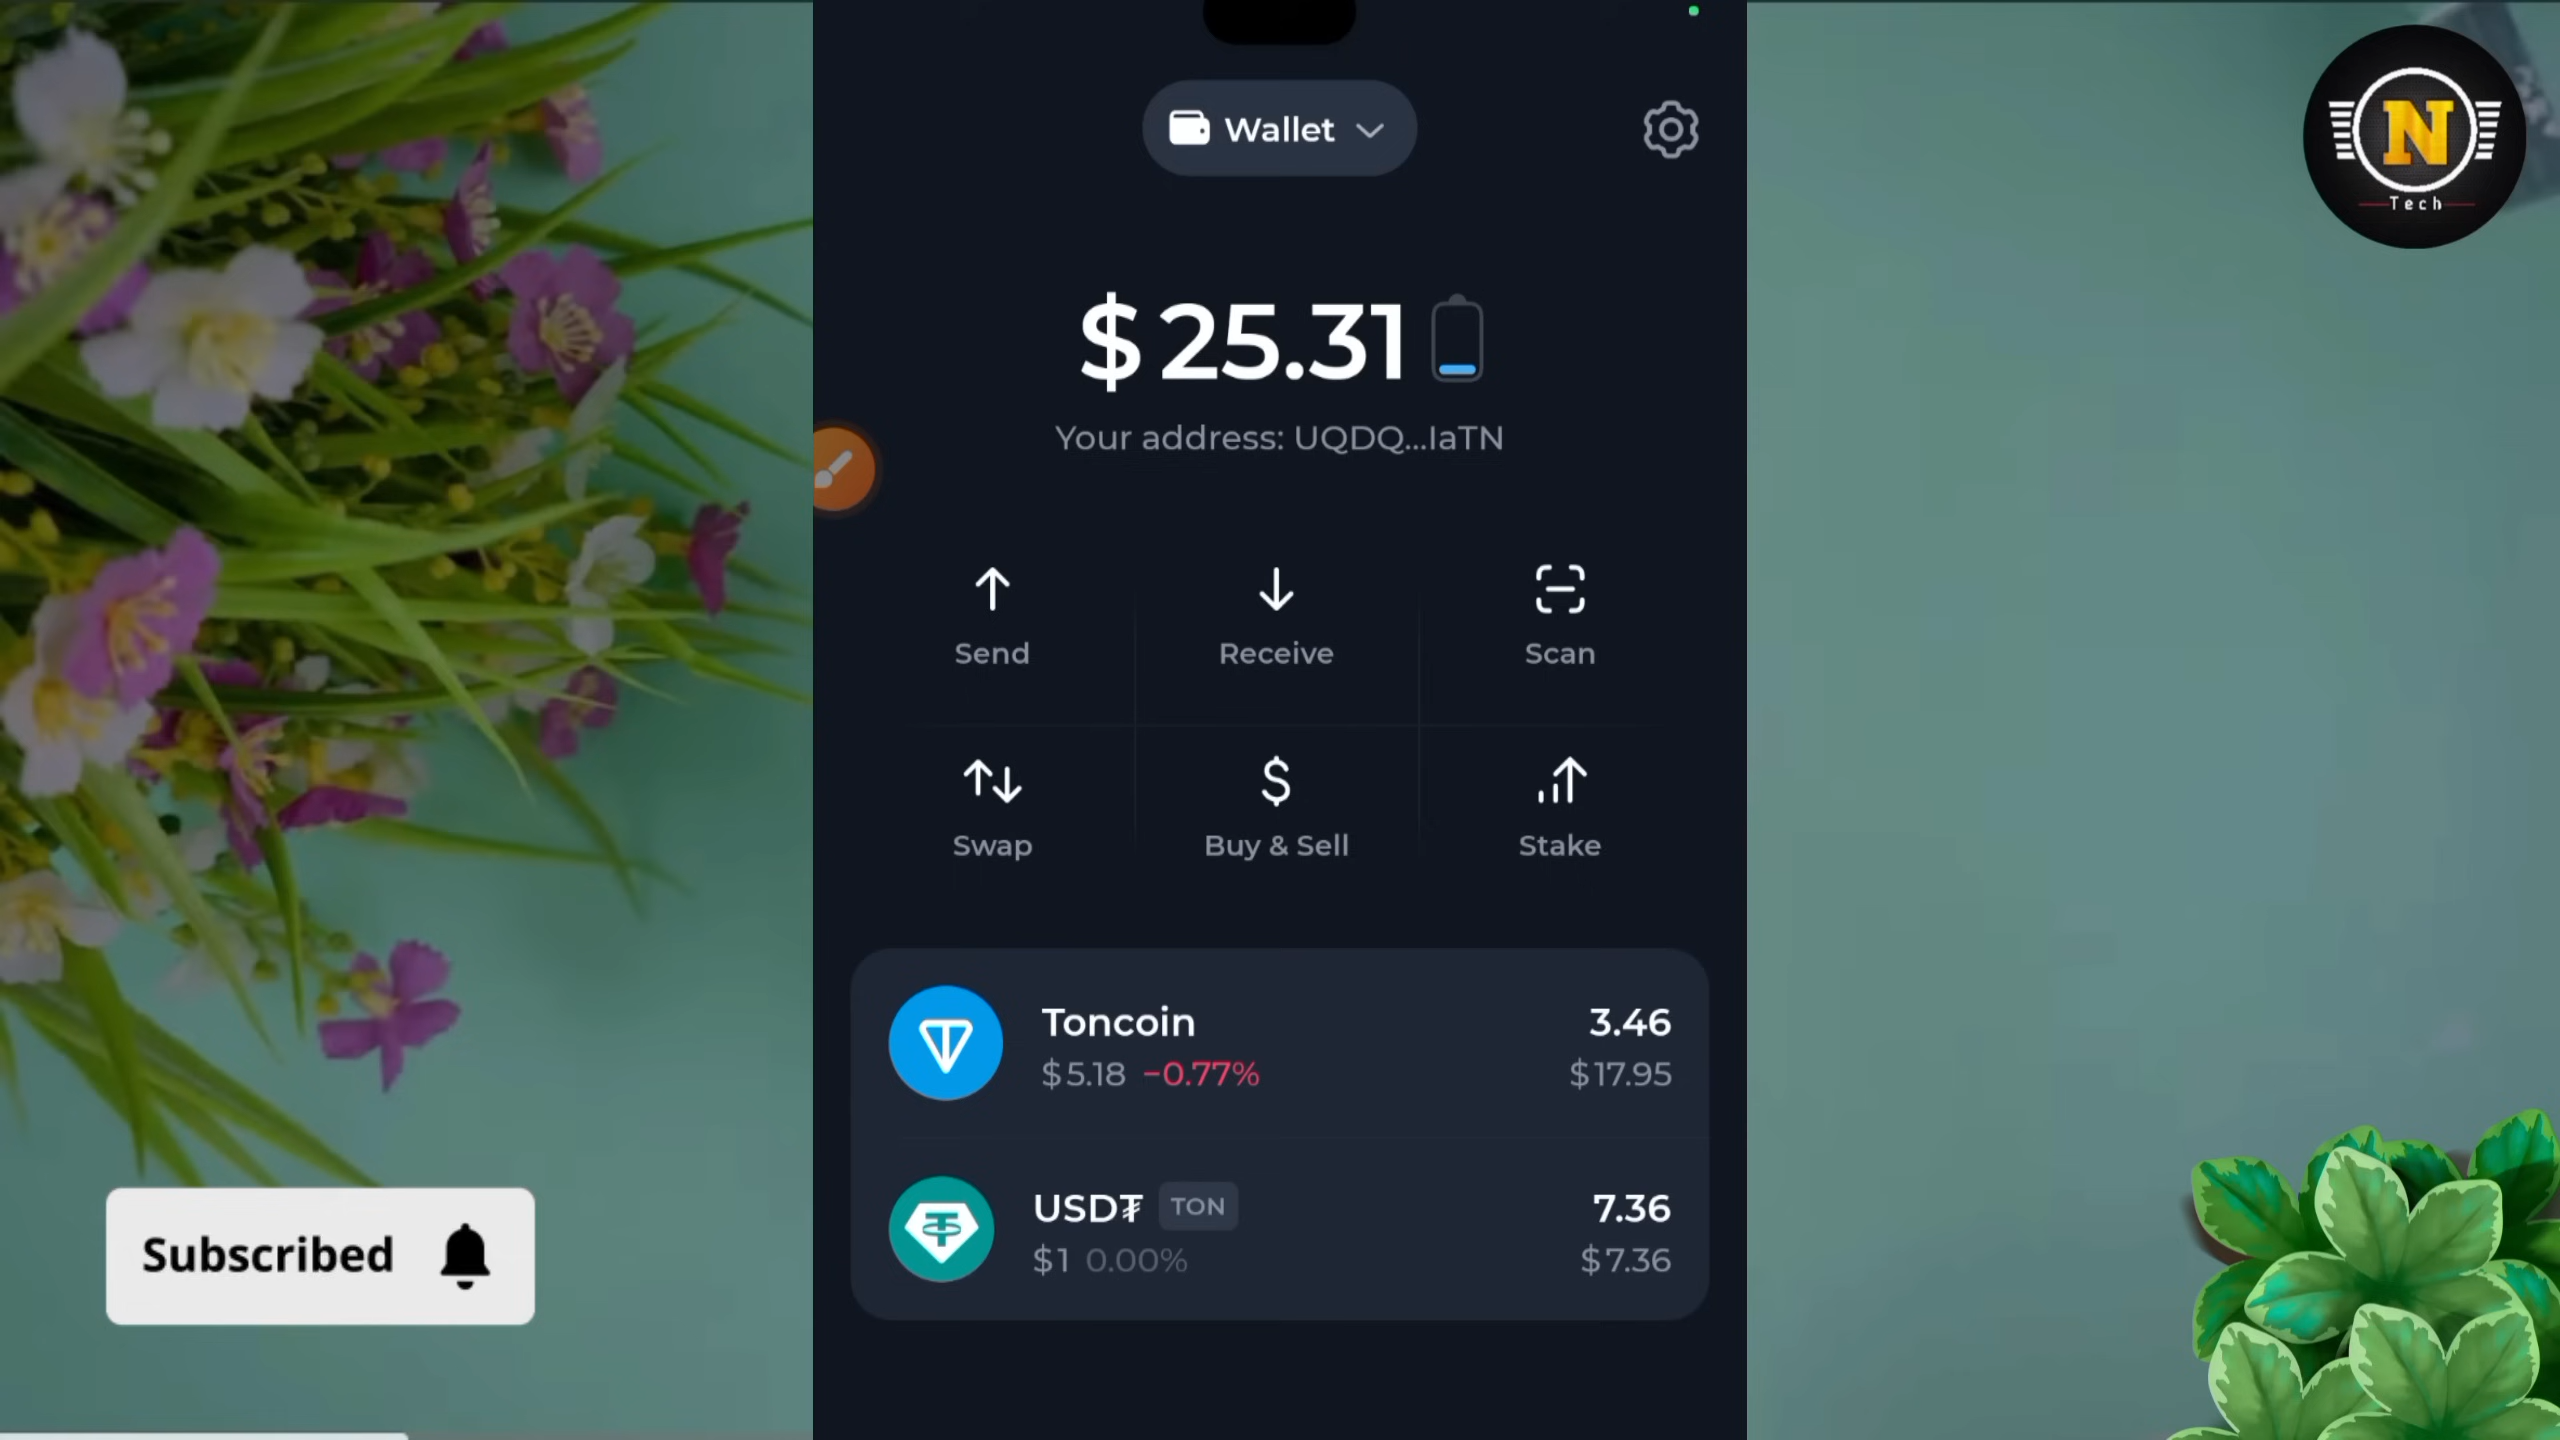 N
Tech
Wallet
$25.31
Your address: UQDQ...IaTN
Send
Receive
Scan
Swap
Buy & Sell
Stake
Toncoin
3.46
$5.18 −0.77%
$17.95
USD₮ TON
7.36
$1 0.00%
$7.36
Subscribed